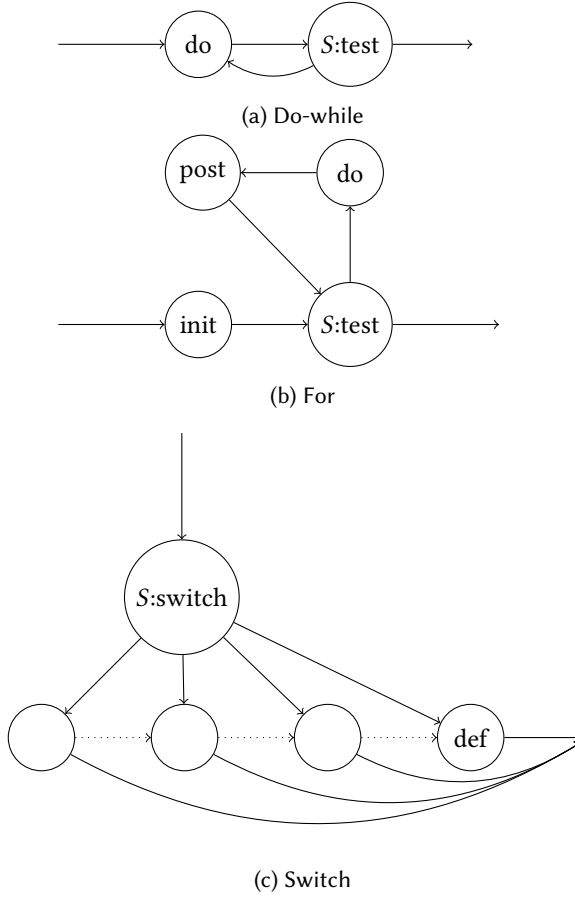 do S:test
(a) Do-while
post do
init S:test
(b) For
S:switch
def
(c) Switch